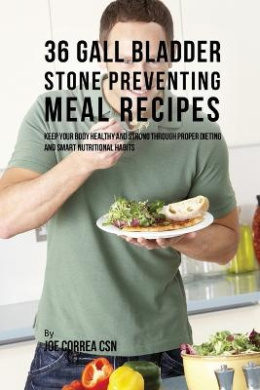 36 GALL BLADDER
STONE PREVENTING
MEAL RECIPES
KEEP YOUR BODY HEALTHY AND STRONG THROUGH PROPER DIETING
AND SMART NUTRITIONAL HABITS
By
JOE CORREA CSN